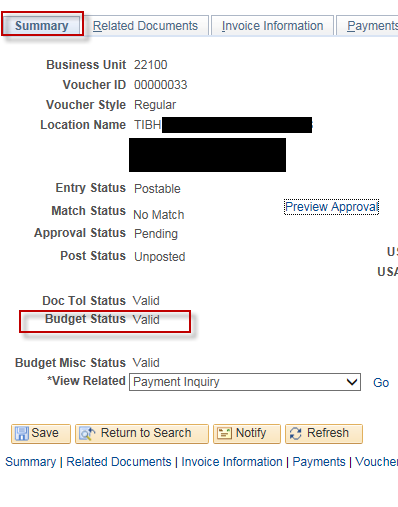 Summary Related Documents Invoice Information Payments
Business Unit 22100
Voucher ID 00000033
Voucher Style Regular
Location Name TIBH
Entry Status Postable
Match Status No Match Preview Approval
Approval Status Pending
Post Status Unposted US
USA
Doc Tol Status Valid
Budget Status Valid
Budget Misc Status Valid
*View Related Payment Inquiry Go
Save Return to Search Notify Refresh
Summary | Related Documents | Invoice Information | Payments | Voucher